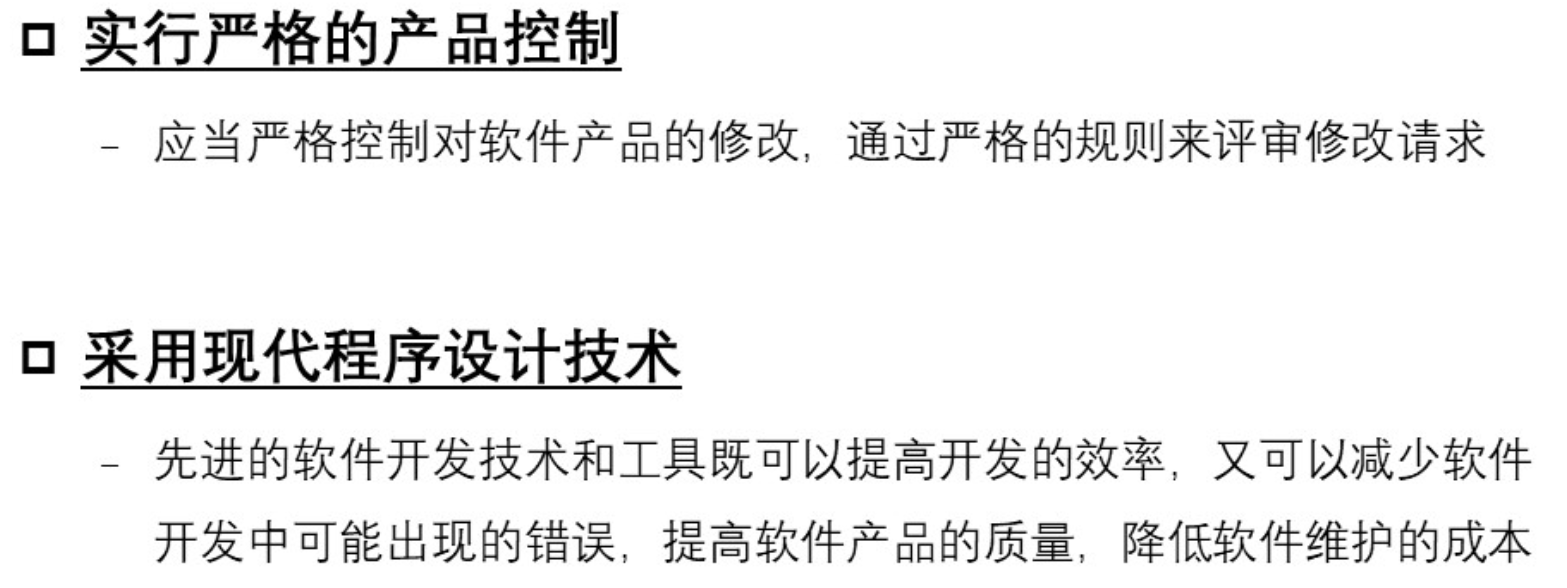 实行严格的产品控制
– 应当严格控制对软件产品的修改，通过严格的规则来评审修改请求
采用现代程序设计技术
– 先进的软件开发技术和工具既可以提高开发的效率，又可以减少软件
开发中可能出现的错误，提高软件产品的质量，降低软件维护的成本